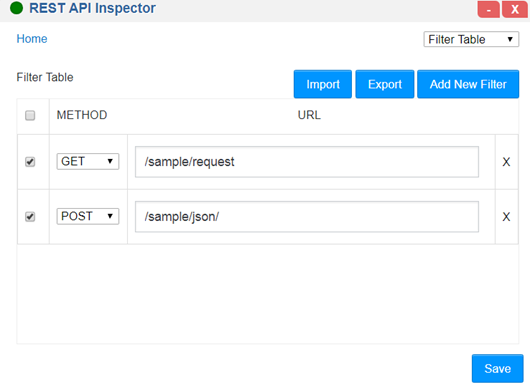 REST API Inspector
- X
Home
Filter Table
Filter Table
Import Export Add New Filter
METHOD URL
GET /sample/request X
POST /sample/json/ X
Save